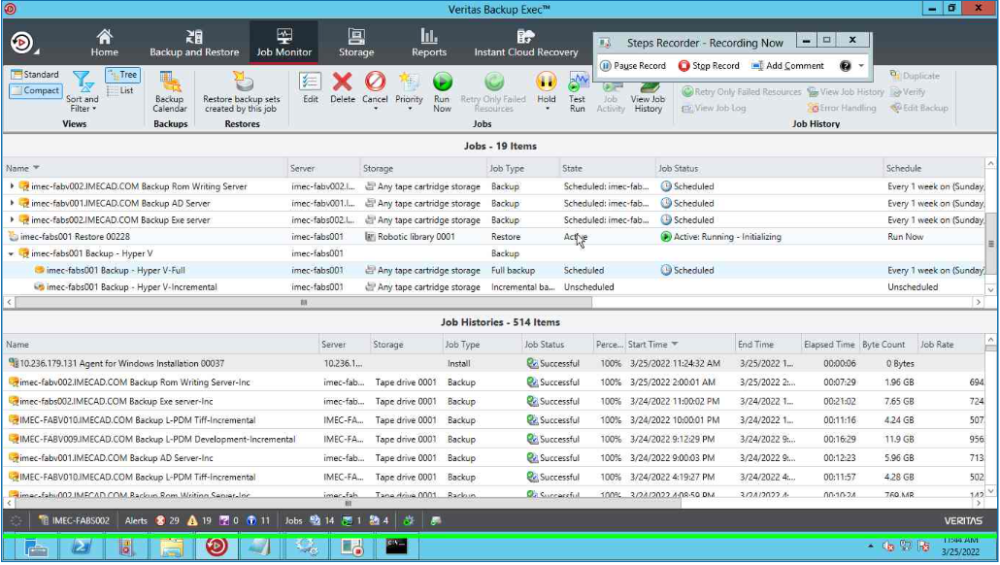 Veritas Backup Exec™
Home
Backup and Restore
Job Monitor
Storage
Reports
Instant Cloud Recovery
Steps Recorder - Recording Now
Pause Record
Stop Record
Add Comment
Standard
Compact
Sort and Filter
Tree
List
Views
Backup Calendar
Backups
Restore backup sets created by this job
Restores
Edit
Delete
Cancel
Priority
Run Now
Retry Only Failed Resources
Hold
Test Run
Job Activity
View Job History
Jobs
Retry Only Failed Resources
View Job History
View Job Log
Error Handling
Duplicate
Verify
Edit Backup
Job History
Jobs - 19 Items
Name Server Storage Job Type State Job Status Schedule
imec-fabv002.IMECAD.COM Backup Rom Writing Server imec-fabv002.I... Any tape cartridge storage Backup Scheduled: imec-fab... Scheduled Every 1 week on (Sunday,
imec-fabv001.IMECAD.COM Backup AD Server imec-fabv001.I... Any tape cartridge storage Backup Scheduled: imec-fab... Scheduled Every 1 week on (Sunday,
imec-fabs002.IMECAD.COM Backup Exe server imec-fabs002.I... Any tape cartridge storage Backup Scheduled: imec-fab... Scheduled Every 1 week on (Sunday,
imec-fabs001 Restore 00228 imec-fabs001 Robotic library 0001 Restore Active Active: Running - Initializing Run Now
imec-fabs001 Backup - Hyper V imec-fabs001 Backup
imec-fabs001 Backup - Hyper V-Full imec-fabs001 Any tape cartridge storage Full backup Scheduled Scheduled Every 1 week on (Sunday,
imec-fabs001 Backup - Hyper V-Incremental imec-fabs001 Any tape cartridge storage Incremental ba... Unscheduled Unscheduled
Job Histories - 514 Items
Name Server Storage Job Type Job Status Perce... Start Time End Time Elapsed Time Byte Count Job Rate
10.236.179.131 Agent for Windows Installation 00037 10.236.1... Install Successful 100% 3/25/2022 11:24:32 AM 3/25/2022 1... 00:00:06 0 Bytes
imec-fabv002.IMECAD.COM Backup Rom Writing Server-Inc imec-fab... Tape drive 0001 Backup Successful 100% 3/25/2022 2:00:01 AM 3/25/2022 2:... 00:07:29 1.96 GB 694.
imec-fabs002.IMECAD.COM Backup Exe server-Inc imec-fab... Tape drive 0001 Backup Successful 100% 3/24/2022 11:00:02 PM 3/24/2022 1... 00:21:02 7.65 GB 724.
IMEC-FABV010.IMECAD.COM Backup L-PDM Tiff-Incremental IMEC-FA... Tape drive 0001 Backup Successful 100% 3/24/2022 10:00:01 PM 3/24/2022 1... 00:11:16 4.24 GB 507.
IMEC-FABV009.IMECAD.COM Backup L-PDM Development-Incremental IMEC-FA... Tape drive 0001 Backup Successful 100% 3/24/2022 9:12:29 PM 3/24/2022 9:... 00:16:29 11.9 GB 956.
imec-fabv001.IMECAD.COM Backup AD Server-Inc imec-fab... Tape drive 0001 Backup Successful 100% 3/24/2022 9:00:03 PM 3/24/2022 9:... 00:12:23 5.96 GB 713.
IMEC-FABV010.IMECAD.COM Backup L-PDM Tiff-Incremental IMEC-FA... Tape drive 0001 Backup Successful 100% 3/24/2022 4:19:27 PM 3/24/2022 4:... 00:11:57 4.28 GB 502.
imec-fabv002.IMECAD.COM Backup Rom Writing Server-Inc imec-fab... Tape drive 0001 Backup Successful 100% 3/24/2022 4:08:59 PM 3/24/2022 4:... 00:10:24 769 MB
IMEC-FABS002 Alerts 29 19 0 11 Jobs 14 1 4 VERITAS
11:44 AM
3/25/2022